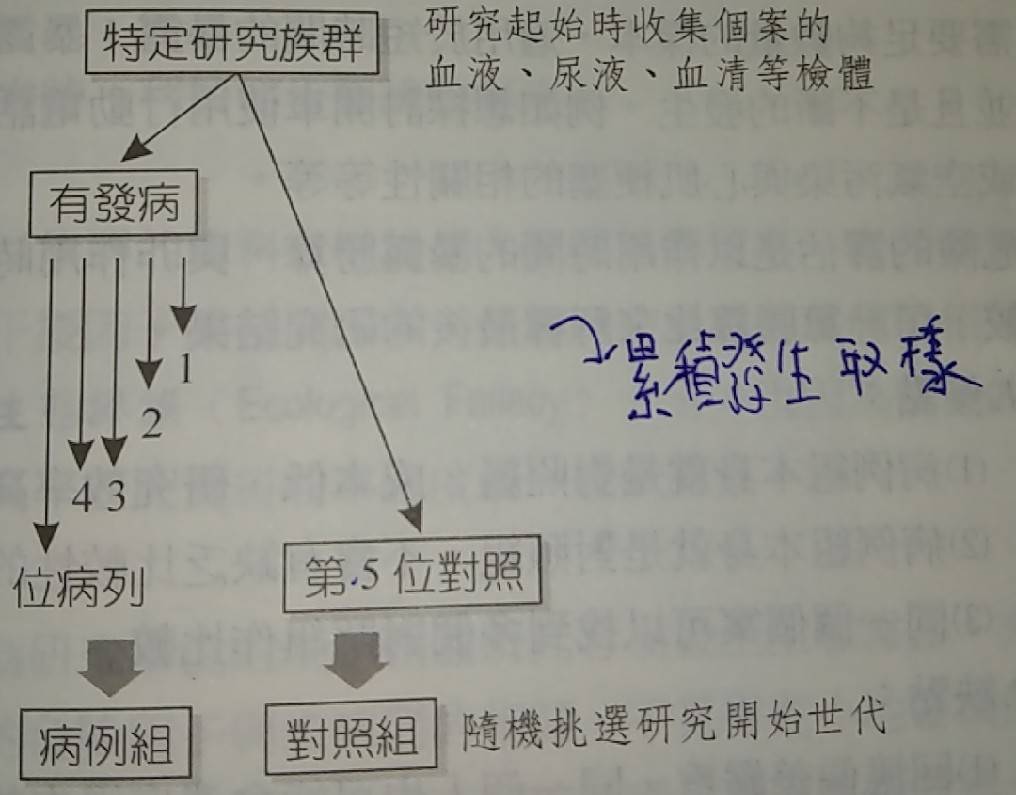 特定研究族群
研究起始時收集個案的
血液、尿液、血清等檢體
有發病
1
2
4 3
累積發生取樣
位病列
第5位對照
病例組
對照組
隨機挑選研究開始世代